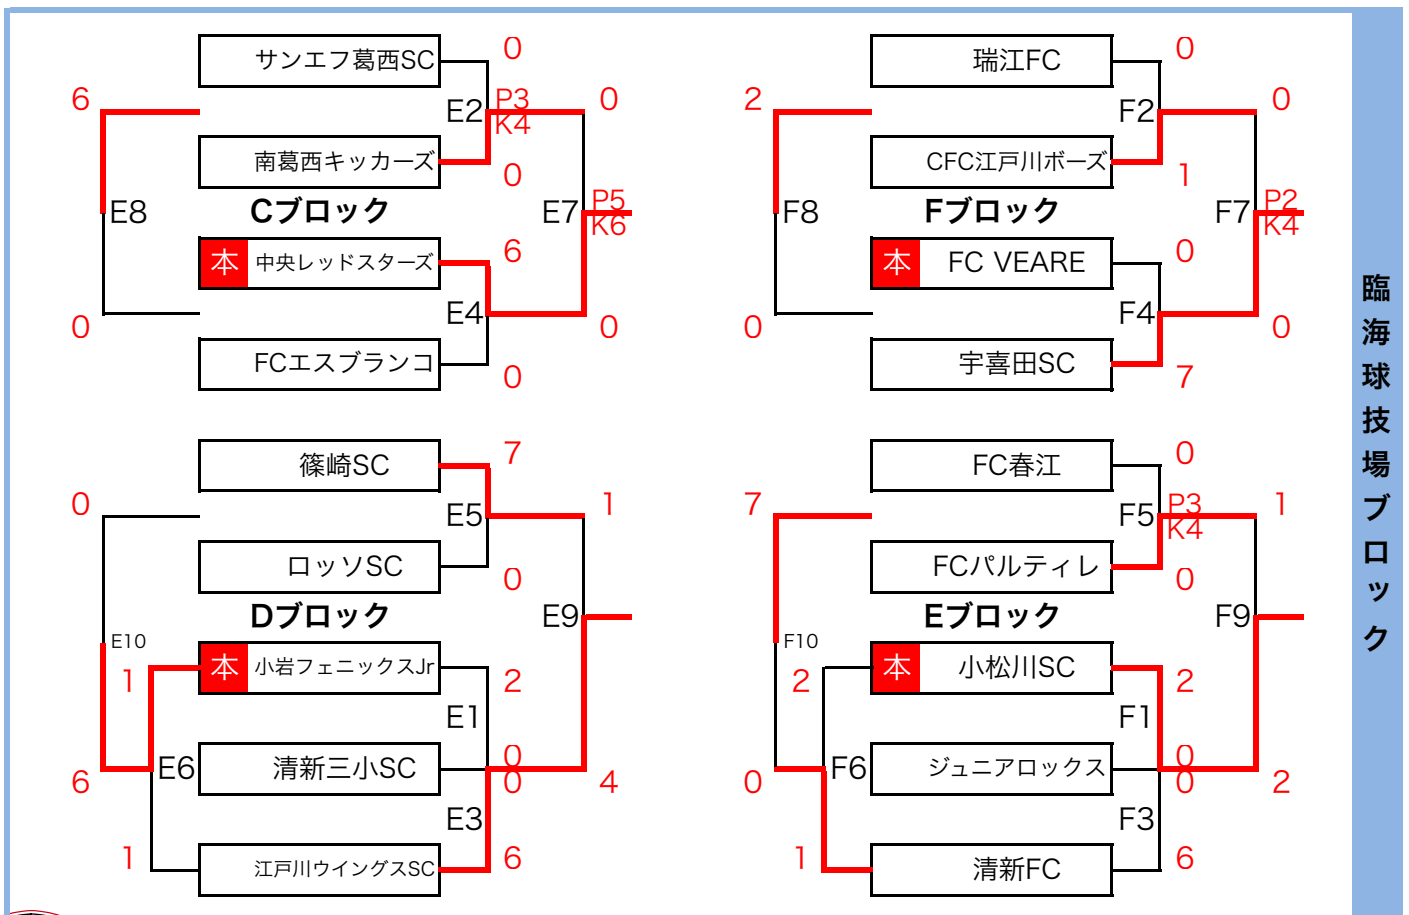 サンエフ葛西SC
0
6
E2
P3
K4
0
南葛西キッカーズ
0
E8
Cブロック
E7
P5
K6
本
中央レッドスターズ
6
0
E4
0
FCエスブランコ
0
瑞江FC
0
2
F2
0
CFC江戸川ボーズ
1
F8
Fブロック
F7
P2
K4
本
FC VEARE
0
0
F4
0
宇喜田SC
7
篠崎SC
7
0
E5
1
ロッソSC
0
Dブロック
E9
E10
1
本
小岩フェニックスJr
2
E1
6
E6
清新三小SC
0
0
4
E3
1
江戸川ウイングスSC
6
FC春江
0
7
F5
P3
K4
1
FCパルティレ
0
Eブロック
F9
F10
2
本
小松川SC
2
F1
0
F6
ジュニアロックス
0
0
2
F3
1
清新FC
6
臨海球技場ブロック